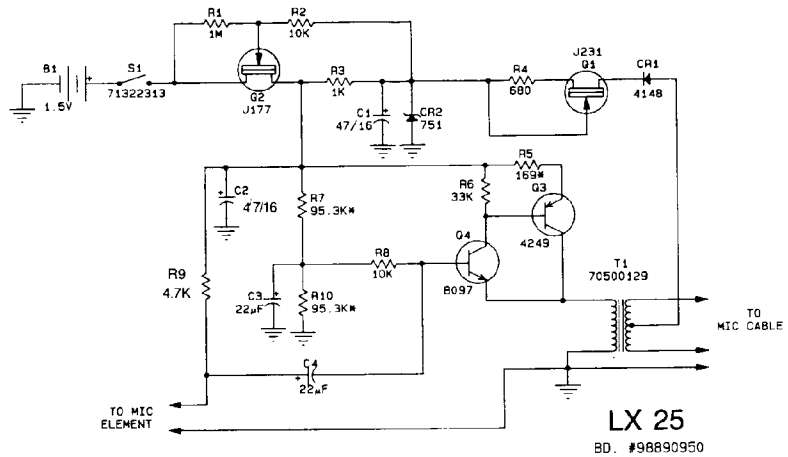 R1
1M
R2
10K
B1
+
1.5V
S1
71322313
G2
J177
R3
1K
C1
47/16
+
CR2
751
R4
680
J231
Q1
CR1
4148
+
C2
47/16
R7
95.3K*
R6
33K
R5
169*
Q3
4249
Q4
8097
R8
10K
R9
4.7K
C3
22µF
+
R10
95.3K*
C4
+
22µF
T1
70500129
TO
MIC CABLE
TO MIC
ELEMENT
LX 25
BD. #98890950